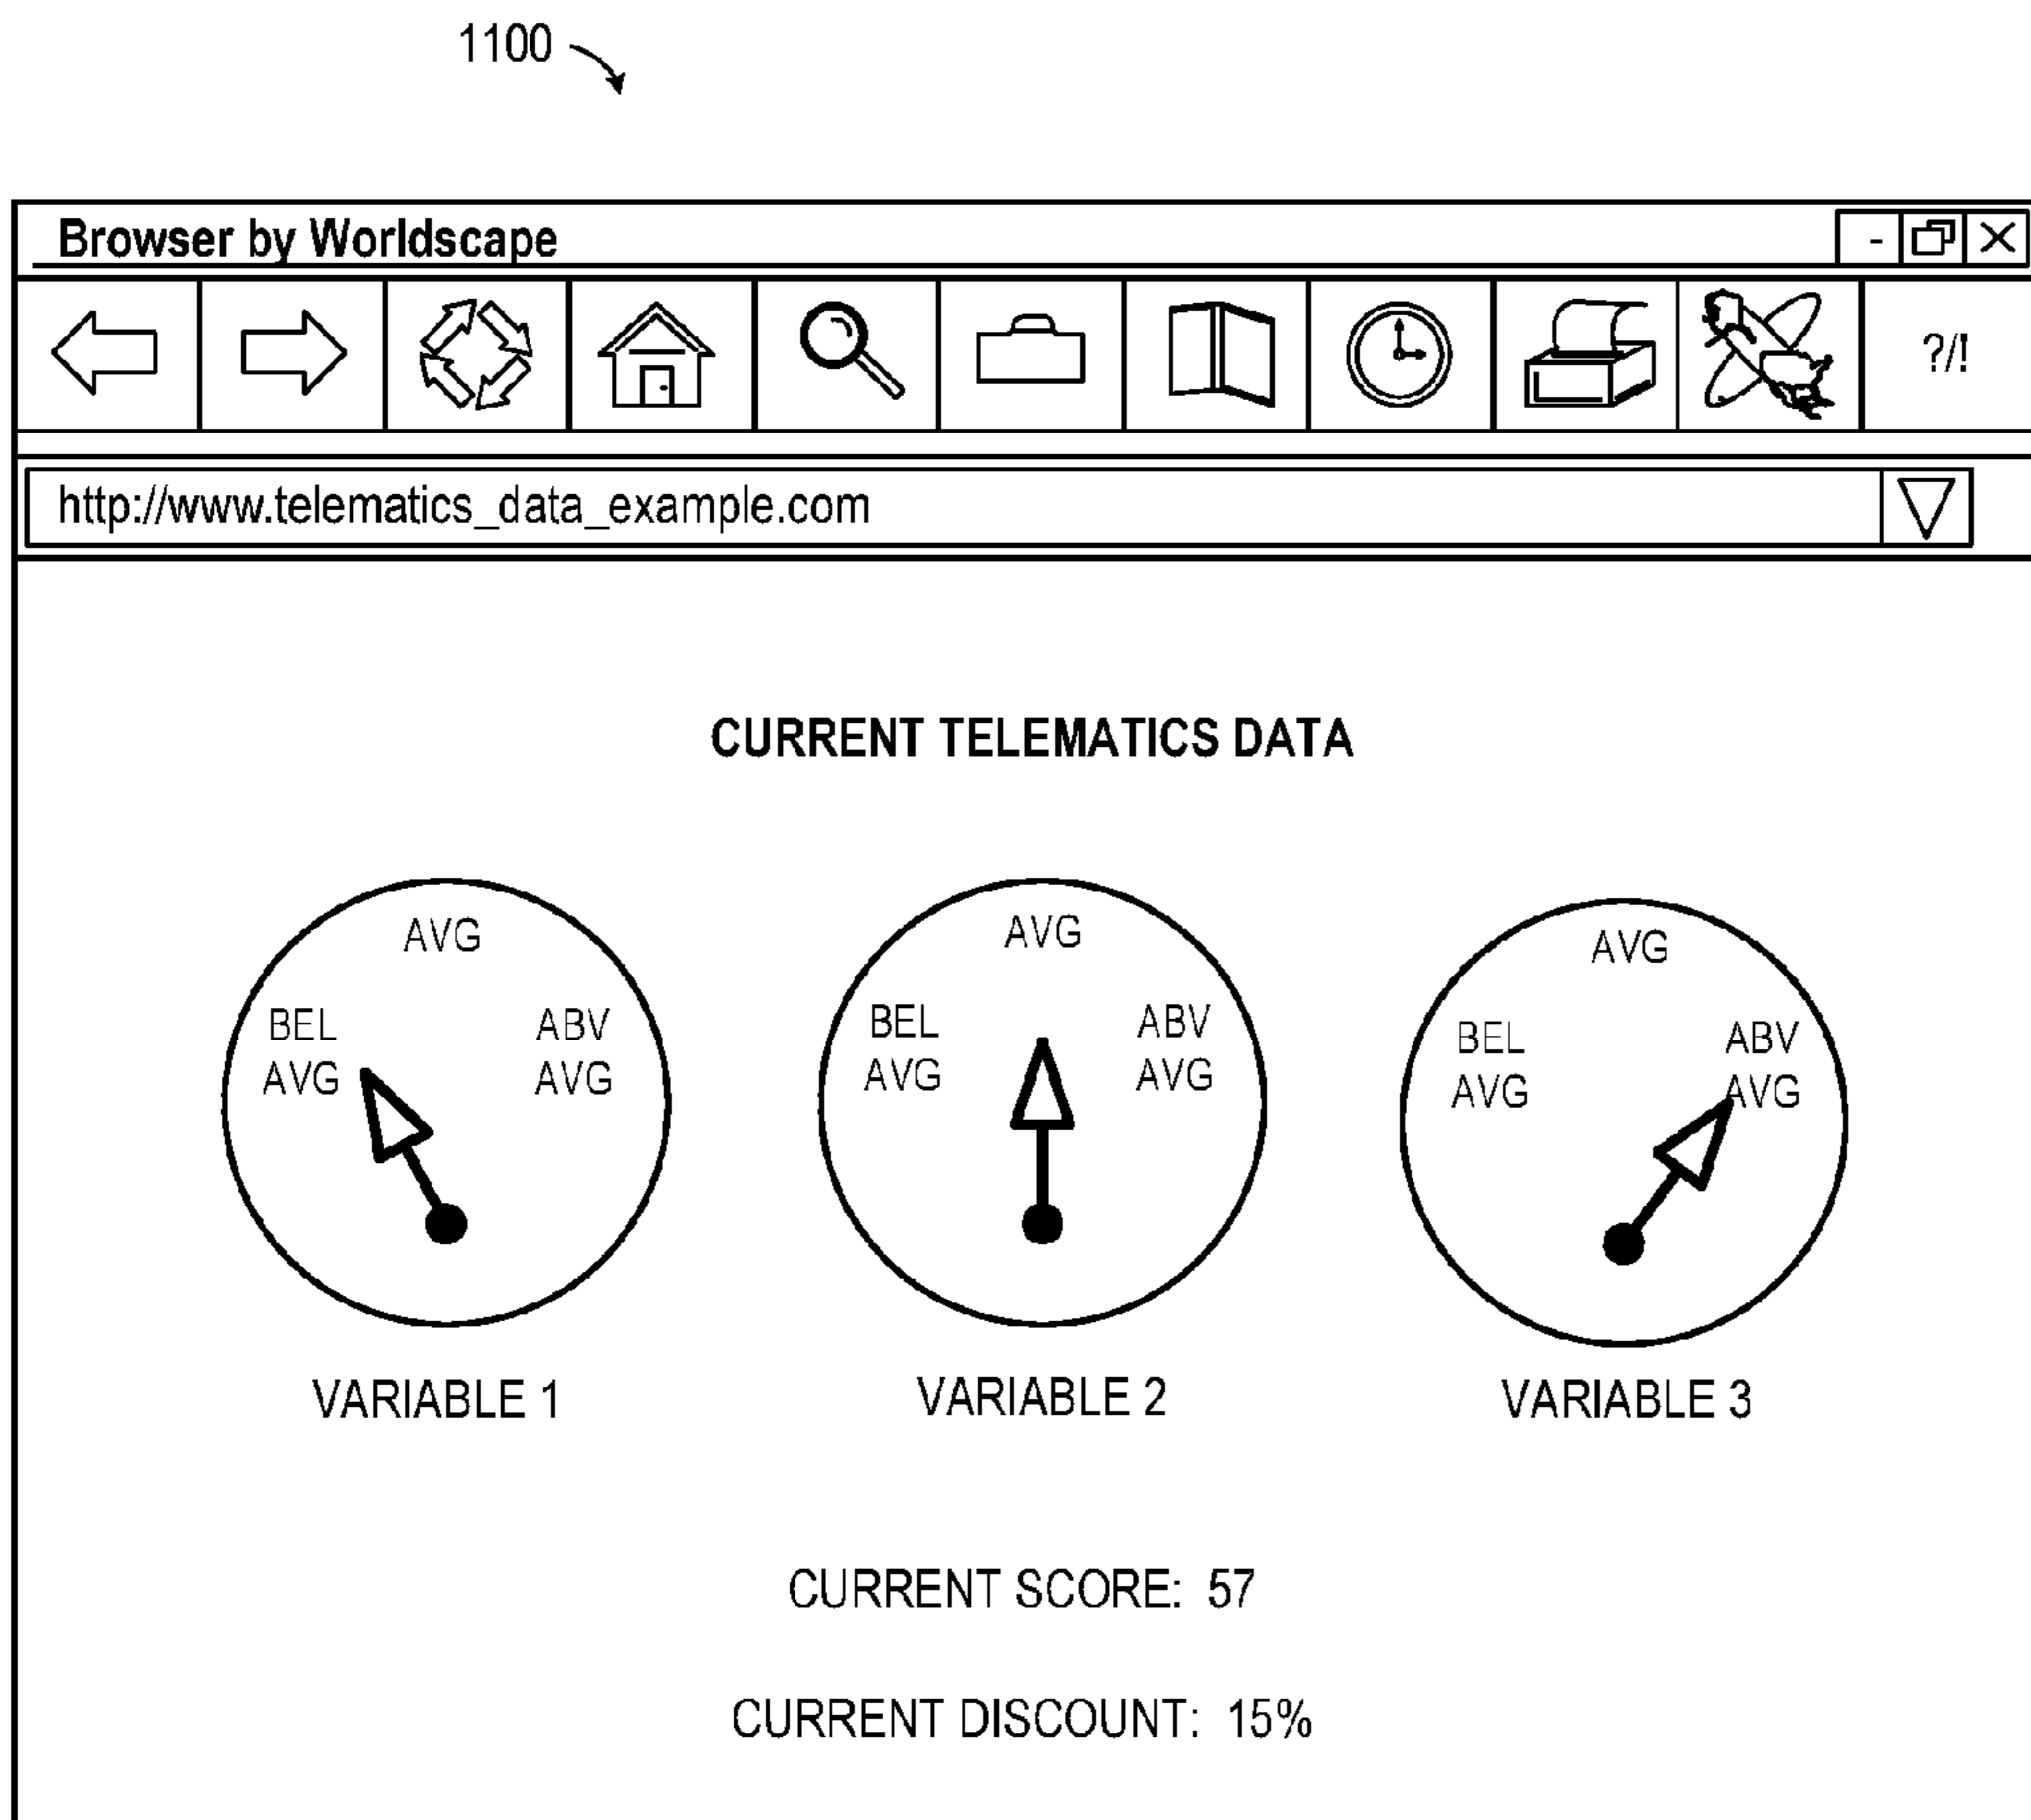 1100
Browser by Worldscape
?/!
http://www.telematics_data_example.com
CURRENT TELEMATICS DATA
AVG
BEL
AVG
ABV
AVG
VARIABLE 1
AVG
BEL
AVG
ABV
AVG
VARIABLE 2
AVG
BEL
AVG
ABV
AVG
VARIABLE 3
CURRENT SCORE: 57
CURRENT DISCOUNT: 15%